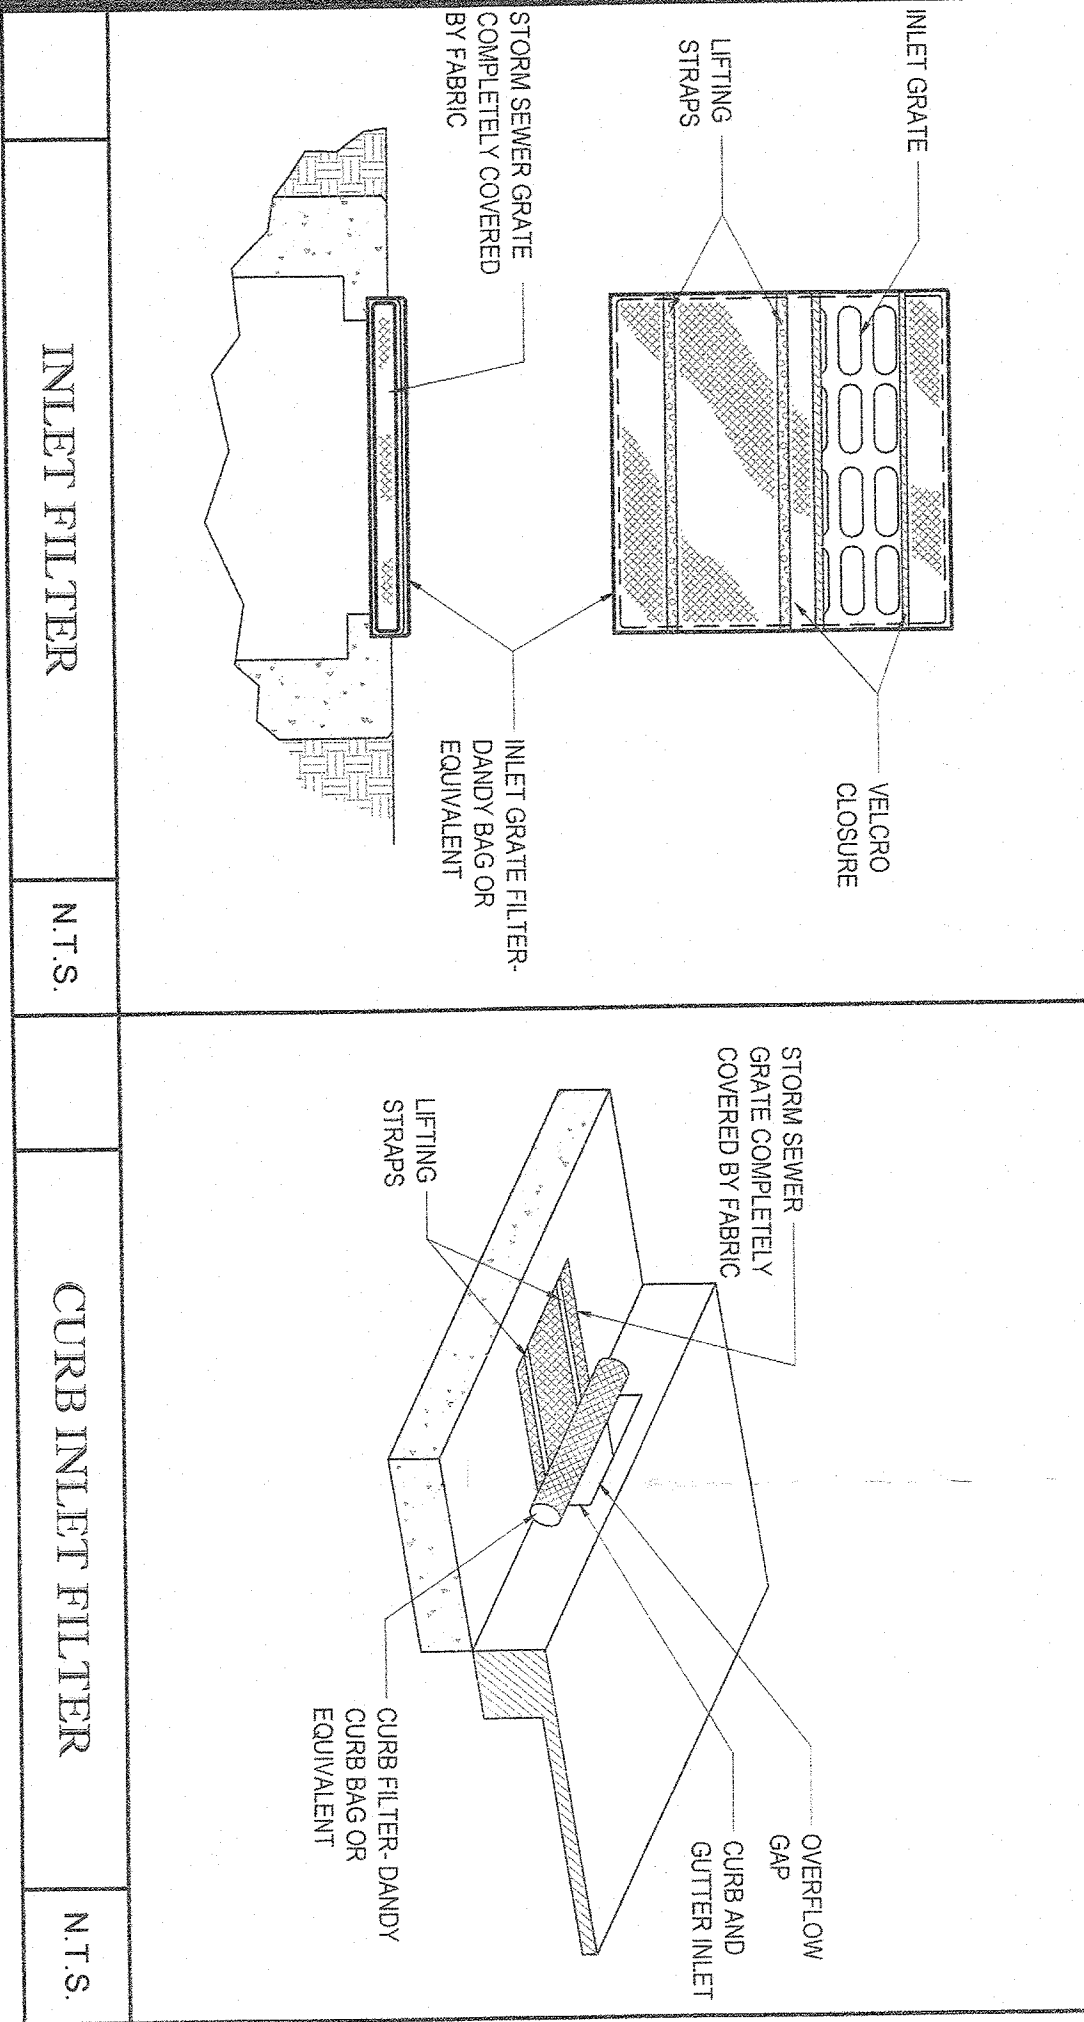 INLET GRATE
LIFTING
STRAPS
VELCRO
CLOSURE
STORM SEWER GRATE
COMPLETELY COVERED
BY FABRIC
INLET GRATE FILTER-
DANDY BAG OR
EQUIVALENT
INLET FILTER
N.T.S.
STORM SEWER
GRATE COMPLETELY
COVERED BY FABRIC
OVERFLOW
GAP
CURB AND
GUTTER INLET
LIFTING
STRAPS
CURB FILTER- DANDY
CURB BAG OR
EQUIVALENT
CURB INLET FILTER
N.T.S.